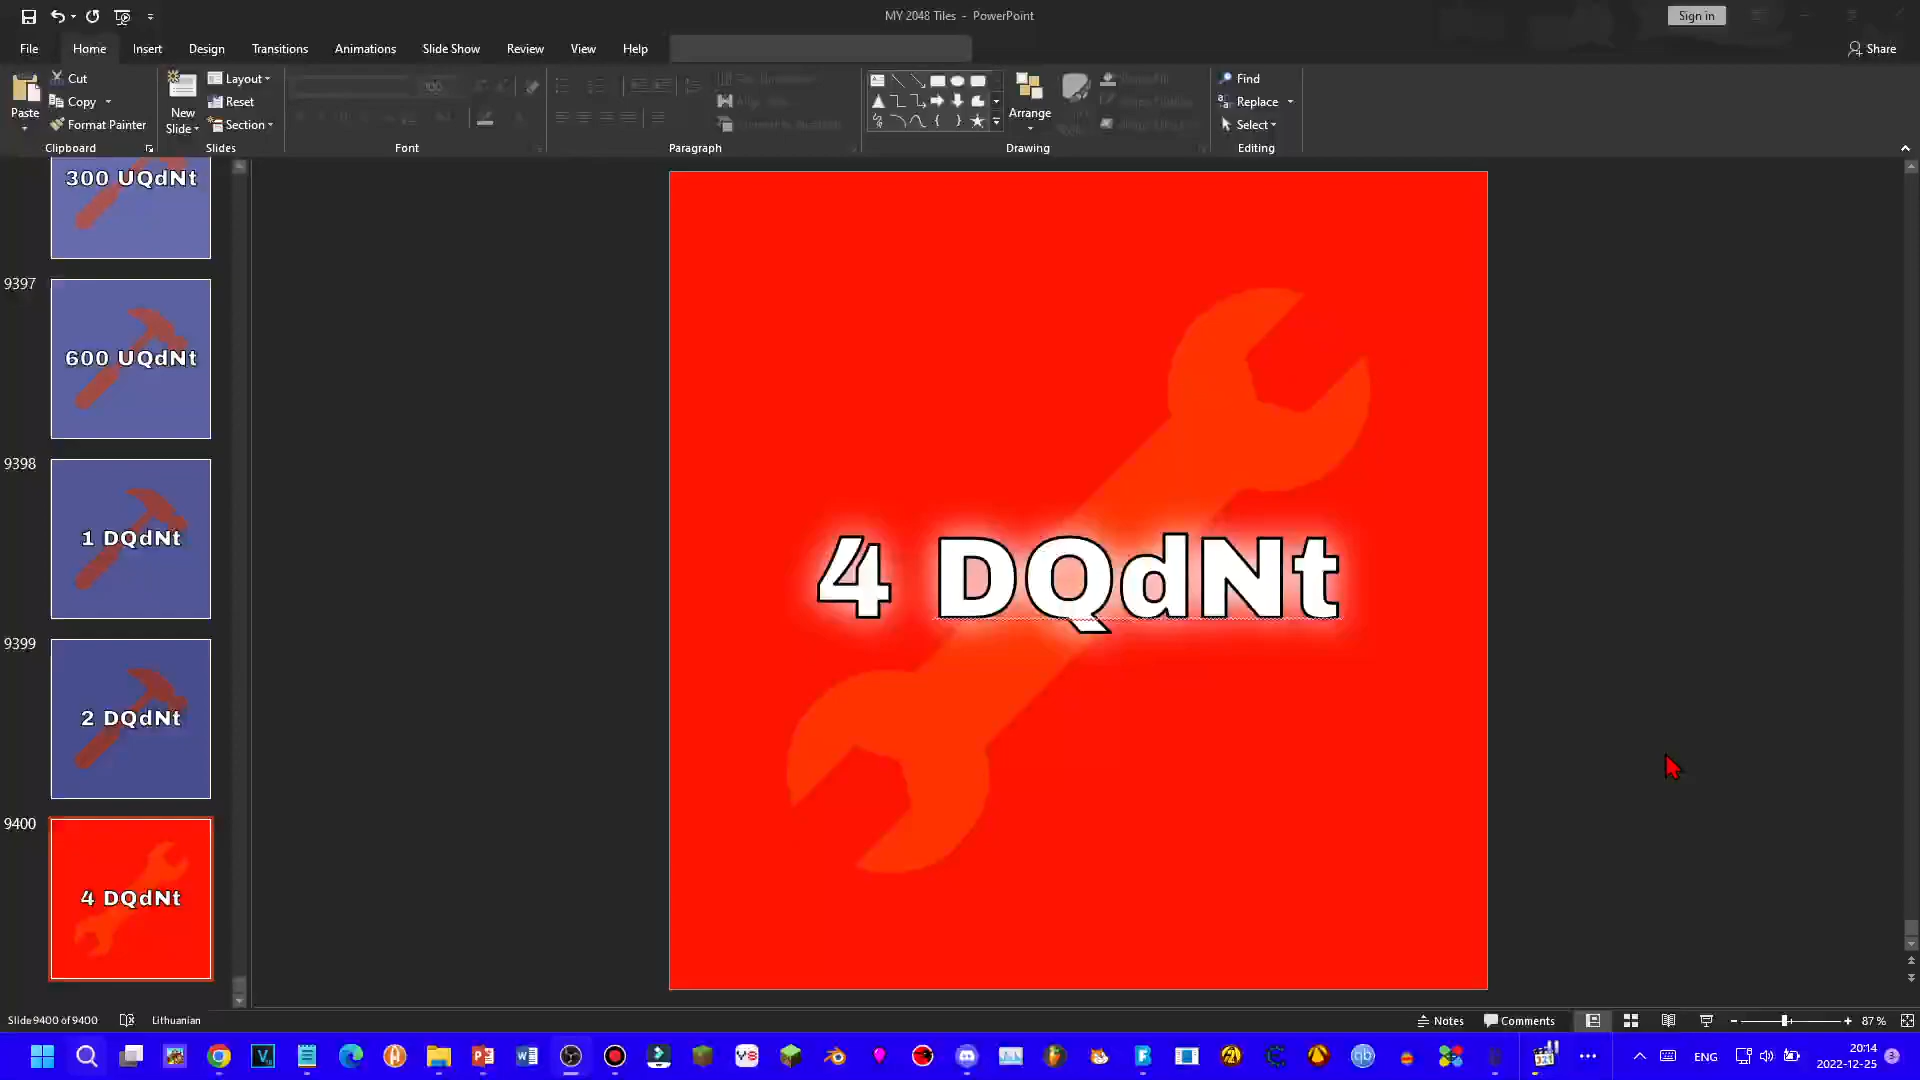 MY 2048 Tiles - PowerPoint
Sign in
File Home Insert Design Transitions Animations Slide Show Review View Help
Share
Paste
Cut
Copy
Format Painter
Clipboard
New Slide
Layout
Reset
Section
Slides
Font
Paragraph
Arrange
Drawing
Find
Replace
Select
Editing
300 UQdNt
9397
600 UQdNt
9398
1 DQdNt
9399
2 DQdNt
9400
4 DQdNt
4 DQdNt
Slide 9400 of 9400
Lithuanian
Notes
Comments
87 %
ENG
20:14
2022-12-25
3